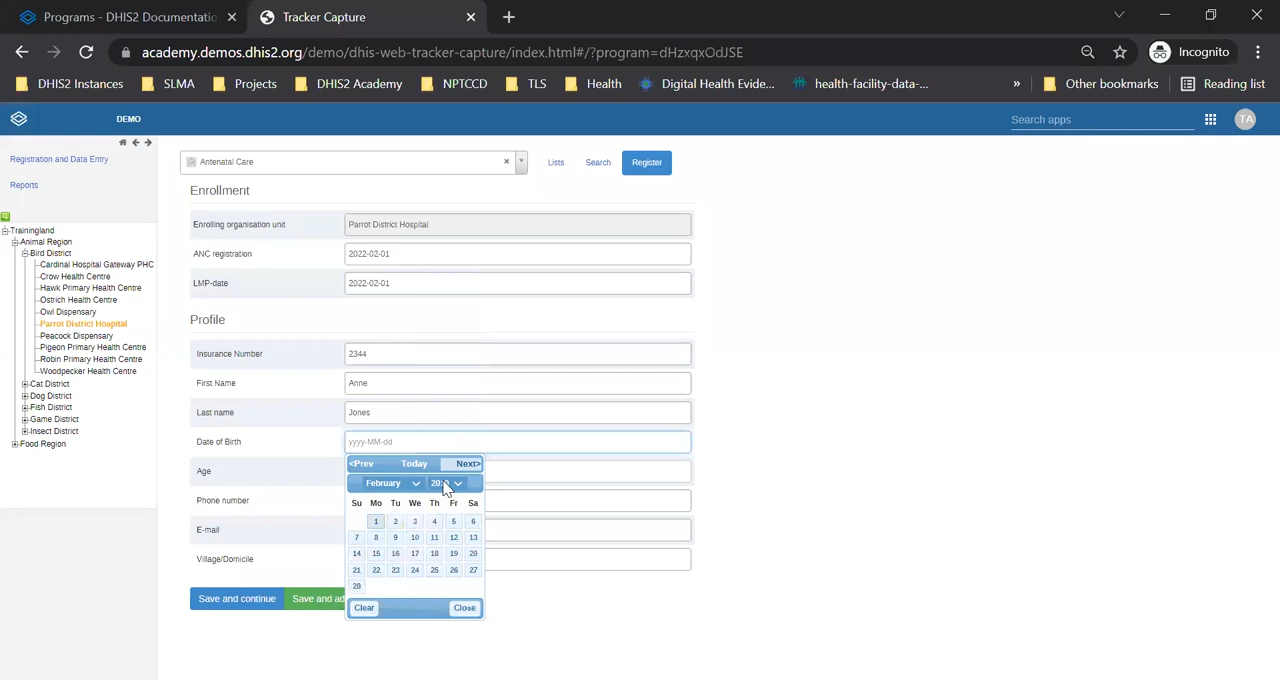 Programs - DHIS2 Documentatio
Tracker Capture
academy.demos.dhis2.org/demo/dhis-web-tracker-capture/index.html#/?program=dHzxqxOdJSE
Incognito
DHIS2 Instances
SLMA
Projects
DHIS2 Academy
NPTCCD
TLS
Health
Digital Health Evide...
health-facility-data-...
»
Other bookmarks
Reading list
DEMO
Search apps
TA
Registration and Data Entry
Reports
Trainingland
Animal Region
Bird District
Cardinal Hospital Gateway PHC
Crow Health Centre
Hawk Primary Health Centre
Ostrich Health Centre
Owl Dispensary
Parrot District Hospital
Peacock Dispensary
Pigeon Primary Health Centre
Robin Primary Health Centre
Woodpecker Health Centre
Cat District
Dog District
Fish District
Game District
Insect District
Food Region
Antenatal Care
Lists
Search
Register
Enrollment
Enrolling organisation unit
Parrot District Hospital
ANC registration
2022-02-01
LMP-date
2022-02-01
Profile
Insurance Number
2344
First Name
Anne
Last name
Jones
Date of Birth
yyyy-MM-dd
Age
Phone number
E-mail
Village/Domicile
<Prev Today Next>
February
Su Mo Tu We Th Fr Sa
1 2 3 4 5 6
7 8 9 10 11 12 13
14 15 16 17 18 19 20
21 22 23 24 25 26 27
28
Clear
Close
Save and continue
Save and ad